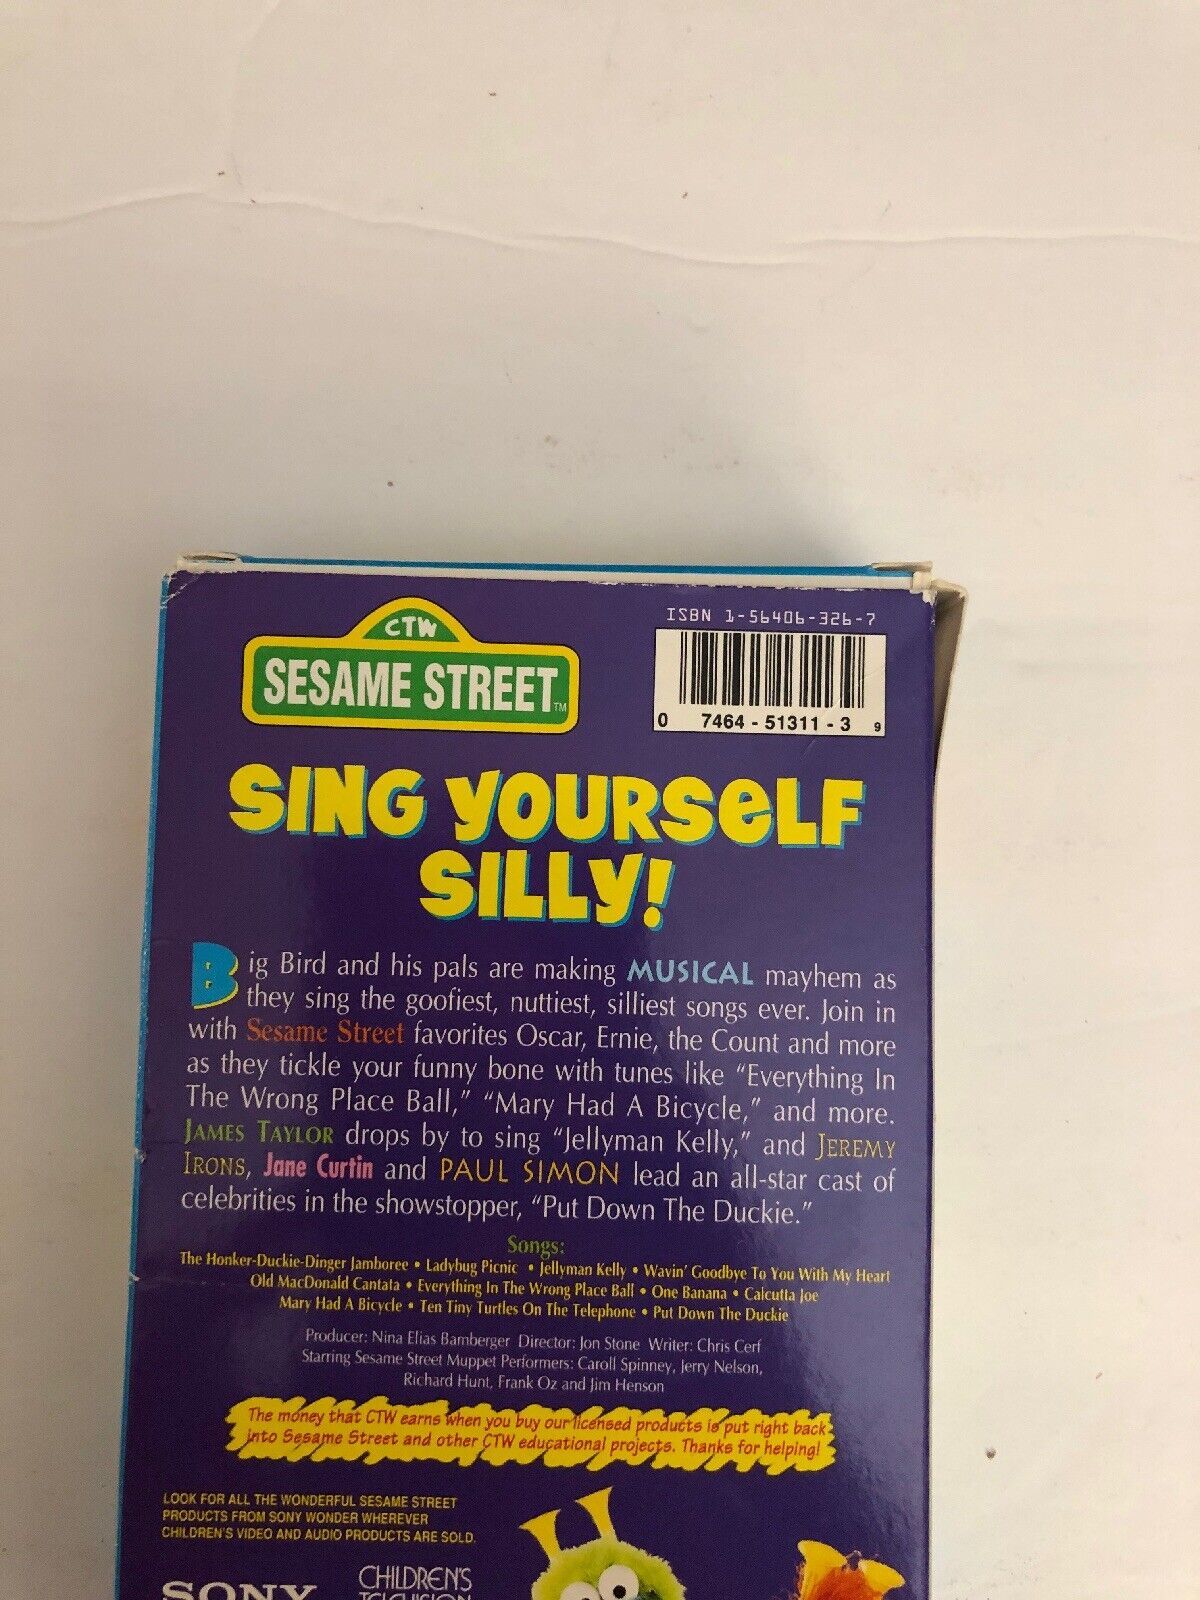 CTW
SESAME STREET™
ISBN 1-56406-326-7
0 7464 - 51311 - 3 9
SING YOURSELF
SILLY!
Big Bird and his pals are making MUSICAL mayhem as
they sing the goofiest, nuttiest, silliest songs ever. Join in
with Sesame Street favorites Oscar, Ernie, the Count and more
as they tickle your funny bone with tunes like "Everything In
The Wrong Place Ball," "Mary Had A Bicycle," and more.
JAMES TAYLOR drops by to sing "Jellyman Kelly," and JEREMY
IRONS, Jane Curtin and PAUL SIMON lead an all-star cast of
celebrities in the showstopper, "Put Down The Duckie."
Songs:
The Honker-Duckie-Dinger Jamboree • Ladybug Picnic • Jellyman Kelly • Wavin' Goodbye To You With My Heart
Old MacDonald Cantata • Everything In The Wrong Place Ball • One Banana • Calcutta Joe
Mary Had A Bicycle • Ten Tiny Turtles On The Telephone • Put Down The Duckie
Producer: Nina Elias Bamberger Director: Jon Stone Writer: Chris Cerf
Starring Sesame Street Muppet Performers: Caroll Spinney, Jerry Nelson,
Richard Hunt, Frank Oz and Jim Henson
The money that CTW earns when you buy our licensed products is put right back
into Sesame Street and other CTW educational projects. Thanks for helping!
LOOK FOR ALL THE WONDERFUL SESAME STREET
PRODUCTS FROM SONY WONDER WHEREVER
CHILDREN'S VIDEO AND AUDIO PRODUCTS ARE SOLD.
SONY
CHILDREN'S
TELEVISION